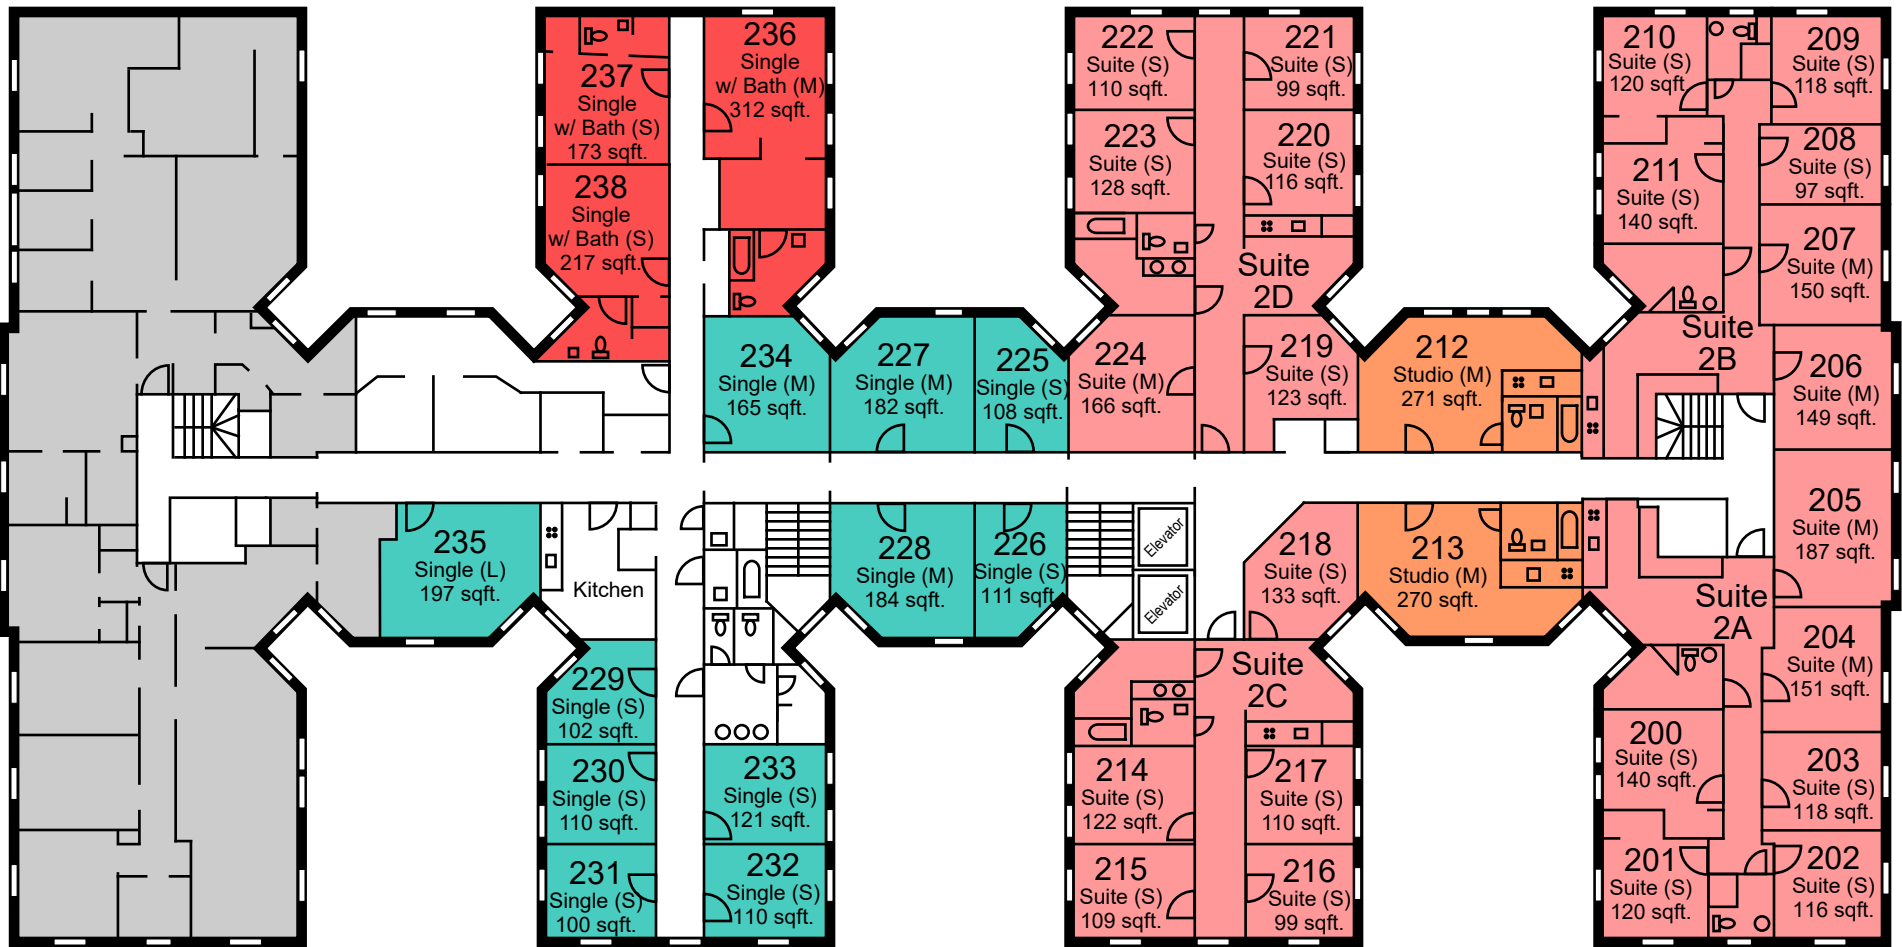 237
Single
w/ Bath (S)
173 sqft.
238
Single
w/ Bath (S)
217 sqft.
236
Single
w/ Bath (M)
312 sqft.
222
Suite (S)
110 sqft.
221
Suite (S)
99 sqft.
223
Suite (S)
128 sqft.
220
Suite (S)
116 sqft.
Suite
2D
210
Suite (S)
120 sqft.
209
Suite (S)
118 sqft.
208
Suite (S)
97 sqft.
211
Suite (S)
140 sqft.
207
Suite (M)
150 sqft.
Suite
2B
234
Single (M)
165 sqft.
227
Single (M)
182 sqft.
225
Single (S)
108 sqft.
224
Suite (M)
166 sqft.
219
Suite (S)
123 sqft.
212
Studio (M)
271 sqft.
206
Suite (M)
149 sqft.
205
Suite (M)
187 sqft.
235
Single (L)
197 sqft.
Kitchen
228
Single (M)
184 sqft.
226
Single (S)
111 sqft.
Elevator
Elevator
218
Suite (S)
133 sqft.
213
Studio (M)
270 sqft.
Suite
2A
204
Suite (M)
151 sqft.
229
Single (S)
102 sqft.
Suite
2C
200
Suite (S)
140 sqft.
203
Suite (S)
118 sqft.
230
Single (S)
110 sqft.
233
Single (S)
121 sqft.
214
Suite (S)
122 sqft.
217
Suite (S)
110 sqft.
231
Single (S)
100 sqft.
232
Single (S)
110 sqft.
215
Suite (S)
109 sqft.
216
Suite (S)
99 sqft.
201
Suite (S)
120 sqft.
202
Suite (S)
116 sqft.